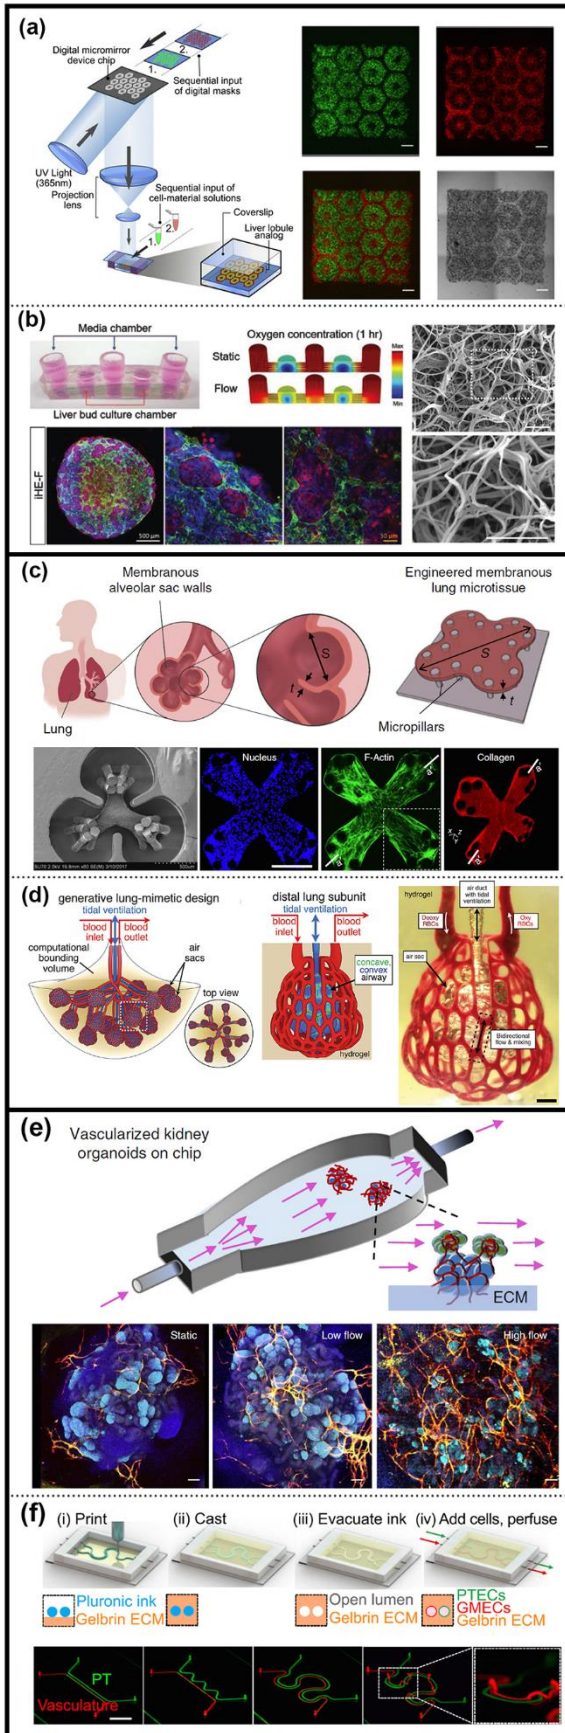 (a)
Digital micromirror
device chip
2.
1.
Sequential input
of digital masks
UV Light
(365nm)
Projection
lens
Sequential input of
cell-material solutions
2.
1.
Coverslip
Liver lobule
analog
(b)
Media chamber
Liver bud culture chamber
Oxygen concentration (1 hr)
Static
Flow
Max
Min
iHE-F
500 µm
30 µm
(c)
Membranous
alveolar sac walls
Engineered membranous
lung microtissue
S
t
S
t
Lung
Micropillars
Nucleus
F-Actin
Collagen
(d)
generative lung-mimetic design
tidal ventilation
blood
inlet
blood
outlet
computational
bounding
volume
air
sacs
top view
distal lung subunit
tidal ventilation
blood
inlet
blood
outlet
concave,
convex
airway
hydrogel
hydrogel
air duct
with tidal
ventilation
Deoxy
RBCs
Oxy
RBCs
air sac
Bidirectional
flow & mixing
(e)
Vascularized kidney
organoids on chip
ECM
Static
Low flow
High flow
(f)
(i) Print
(ii) Cast
(iii) Evacuate ink
(iv) Add cells, perfuse
Pluronic ink
Gelbrin ECM
Open lumen
Gelbrin ECM
PTECs
GMECs
Gelbrin ECM
PT
Vasculature